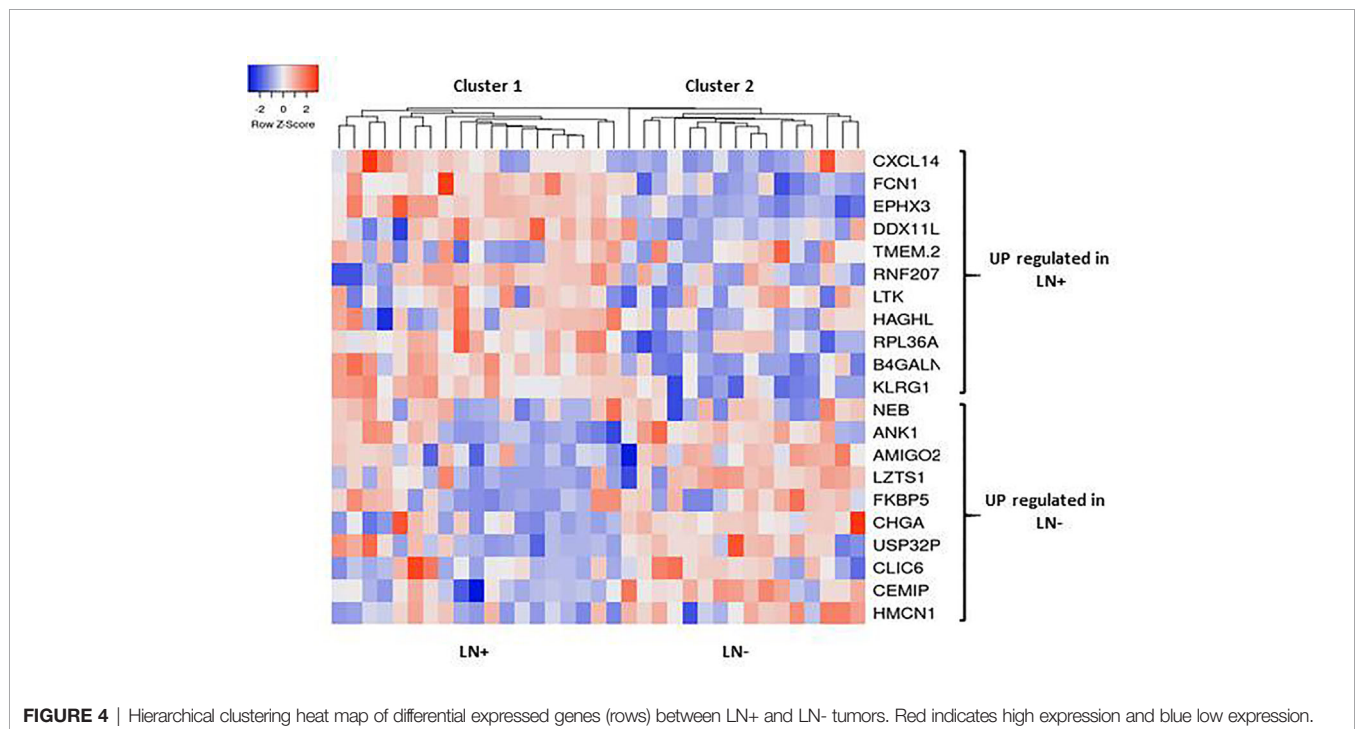 Cluster 1 Cluster 2
-2 0 2
Row Z-Score
CXCL14
FCN1
EPHX3
DDX11L
TMEM.2
RNF207
LTK
HAGHL
RPL36A
B4GALN
KLRG1
NEB
ANK1
AMIGO2
LZTS1
FKBP5
CHGA
USP32P
CLIC6
CEMIP
HMCN1
UP regulated in
LN+
UP regulated in
LN-
LN+ LN-
FIGURE 4 | Hierarchical clustering heat map of differential expressed genes (rows) between LN+ and LN- tumors. Red indicates high expression and blue low expression.